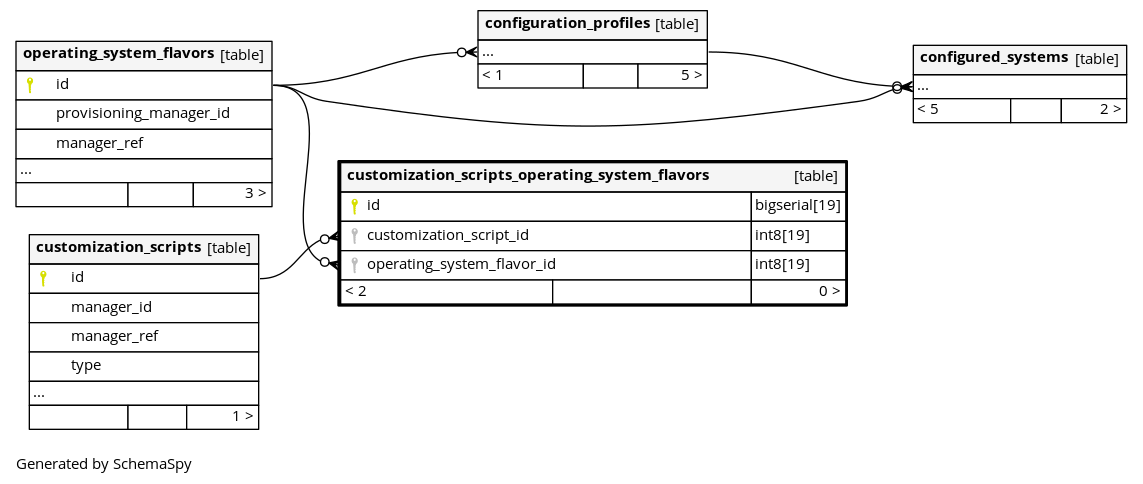 operating_system_flavors [table]
id
provisioning_manager_id
manager_ref
...
3 >
configuration_profiles [table]
...
< 1 5 >
configured_systems [table]
...
< 5 2 >
customization_scripts_operating_system_flavors [table]
id bigserial[19]
customization_script_id int8[19]
operating_system_flavor_id int8[19]
< 2 0 >
customization_scripts [table]
id
manager_id
manager_ref
type
...
1 >
Generated by SchemaSpy